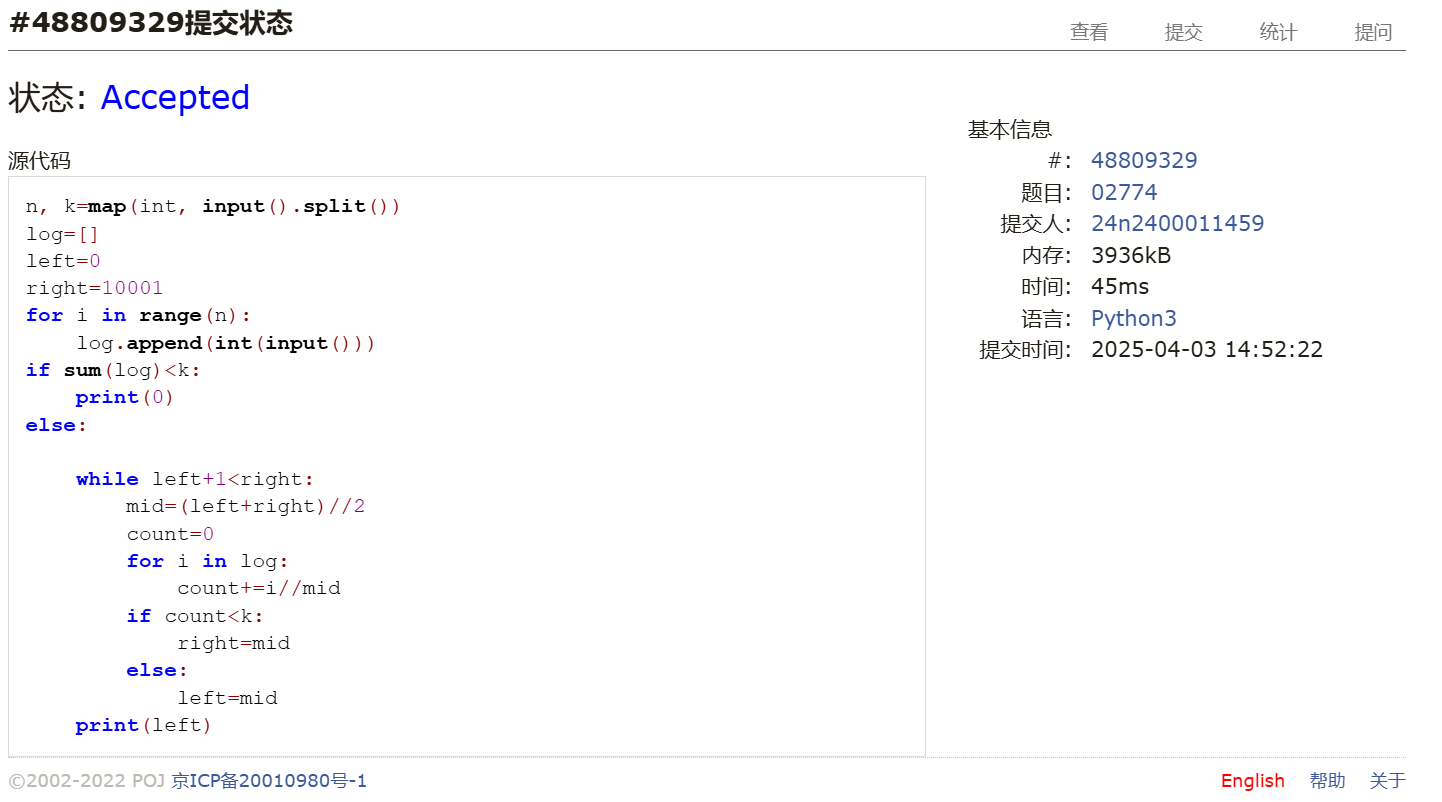 #48809329提交状态
查看 提交 统计 提问
状态: Accepted
源代码
n, k=map(int, input().split())
log=[]
left=0
right=10001
for i in range(n):
    log.append(int(input()))
if sum(log)<k:
    print(0)
else:

    while left+1<right:
        mid=(left+right)//2
        count=0
        for i in log:
            count+=i//mid
        if count<k:
            right=mid
        else:
            left=mid
    print(left)
基本信息
#: 48809329
题目: 02774
提交人: 24n2400011459
内存: 3936kB
时间: 45ms
语言: Python3
提交时间: 2025-04-03 14:52:22
©2002-2022 POJ 京ICP备20010980号-1
English 帮助 关于